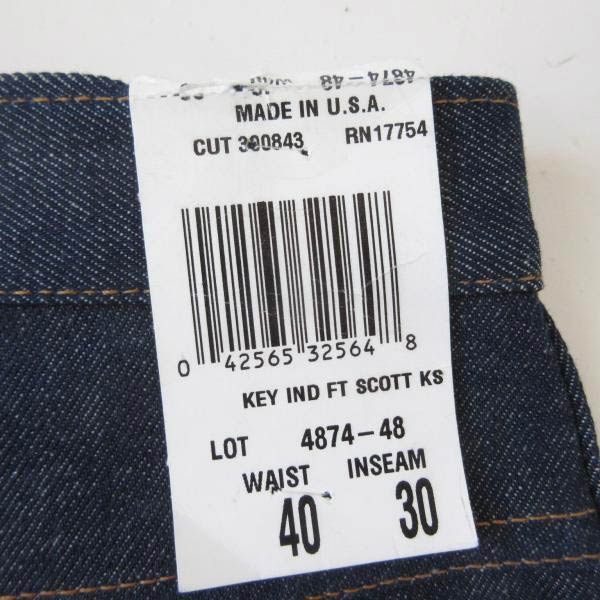 4874-48
MADE IN U.S.A.
CUT 390843 RN17754
0 42565 32564 8
KEY IND FT SCOTT KS
LOT 4874-48
WAIST INSEAM
40 30